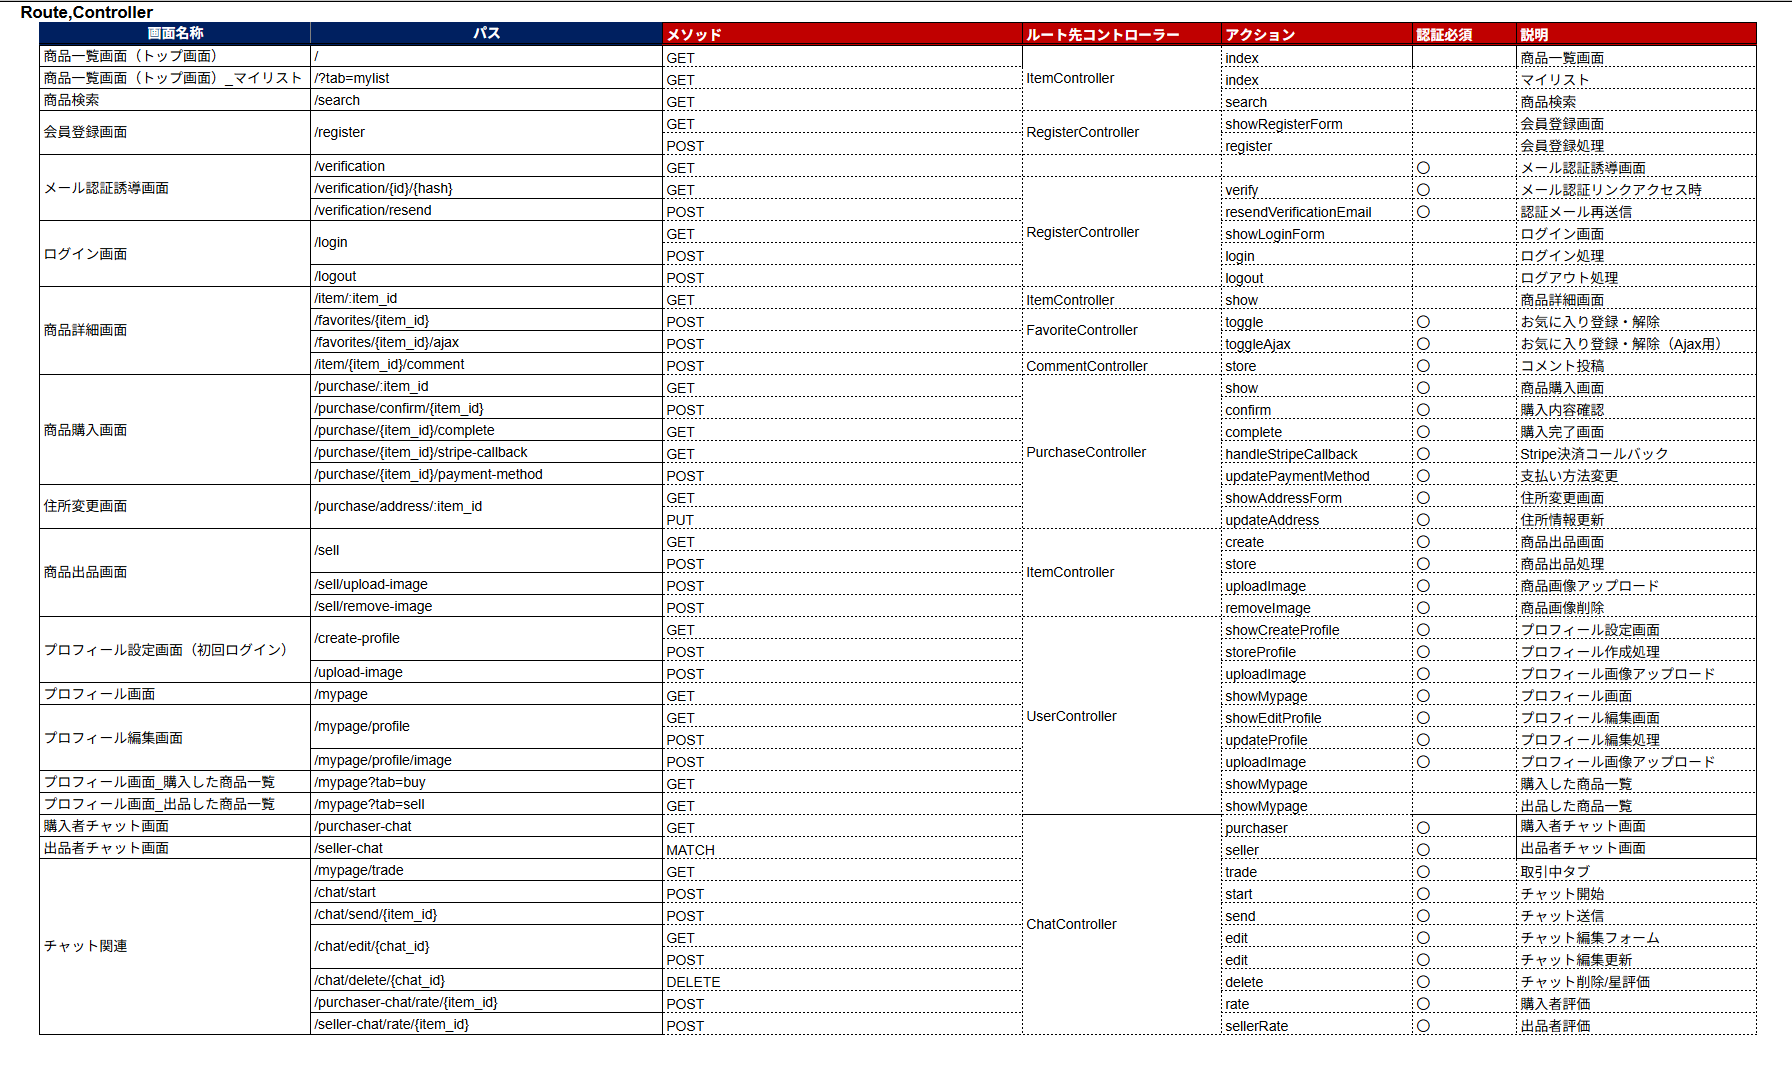 Route,Controller
画面名称 パス メソッド ルート先コントローラー アクション 認証必須 説明
商品一覧画面（トップ画面） / GET ItemController index 商品一覧画面
商品一覧画面（トップ画面）_マイリスト /?tab=mylist GET index マイリスト
商品検索 /search GET search 商品検索
会員登録画面 /register GET RegisterController showRegisterForm 会員登録画面
POST register 会員登録処理
メール認証誘導画面 /verification GET 〇 メール認証誘導画面
/verification/{id}/{hash} GET RegisterController verify 〇 メール認証リンクアクセス時
/verification/resend POST resendVerificationEmail 〇 認証メール再送信
ログイン画面 /login GET showLoginForm ログイン画面
POST login ログイン処理
/logout POST logout ログアウト処理
商品詳細画面 /item/:item_id GET ItemController show 商品詳細画面
/favorites/{item_id} POST FavoriteController toggle 〇 お気に入り登録・解除
/favorites/{item_id}/ajax POST toggleAjax 〇 お気に入り登録・解除（Ajax用）
/item/{item_id}/comment POST CommentController store 〇 コメント投稿
商品購入画面 /purchase/:item_id GET PurchaseController show 〇 商品購入画面
/purchase/confirm/{item_id} POST confirm 〇 購入内容確認
/purchase/{item_id}/complete GET complete 〇 購入完了画面
/purchase/{item_id}/stripe-callback GET handleStripeCallback 〇 Stripe決済コールバック
/purchase/{item_id}/payment-method POST updatePaymentMethod 〇 支払い方法変更
住所変更画面 /purchase/address/:item_id GET showAddressForm 〇 住所変更画面
PUT updateAddress 〇 住所情報更新
商品出品画面 /sell GET ItemController create 〇 商品出品画面
POST store 〇 商品出品処理
/sell/upload-image POST uploadImage 〇 商品画像アップロード
/sell/remove-image POST removeImage 〇 商品画像削除
プロフィール設定画面（初回ログイン） /create-profile GET UserController showCreateProfile 〇 プロフィール設定画面
POST storeProfile 〇 プロフィール作成処理
/upload-image POST uploadImage 〇 プロフィール画像アップロード
プロフィール画面 /mypage GET showMypage 〇 プロフィール画面
プロフィール編集画面 /mypage/profile GET showEditProfile 〇 プロフィール編集画面
POST updateProfile 〇 プロフィール編集処理
/mypage/profile/image POST uploadImage 〇 プロフィール画像アップロード
プロフィール画面_購入した商品一覧 /mypage?tab=buy GET showMypage 購入した商品一覧
プロフィール画面_出品した商品一覧 /mypage?tab=sell GET showMypage 出品した商品一覧
購入者チャット画面 /purchaser-chat GET ChatController purchaser 〇 購入者チャット画面
出品者チャット画面 /seller-chat MATCH seller 〇 出品者チャット画面
チャット関連 /mypage/trade GET trade 〇 取引中タブ
/chat/start POST start 〇 チャット開始
/chat/send/{item_id} POST send 〇 チャット送信
/chat/edit/{chat_id} GET edit 〇 チャット編集フォーム
POST edit 〇 チャット編集更新
/chat/delete/{chat_id} DELETE delete 〇 チャット削除/星評価
/purchaser-chat/rate/{item_id} POST rate 〇 購入者評価
/seller-chat/rate/{item_id} POST sellerRate 〇 出品者評価